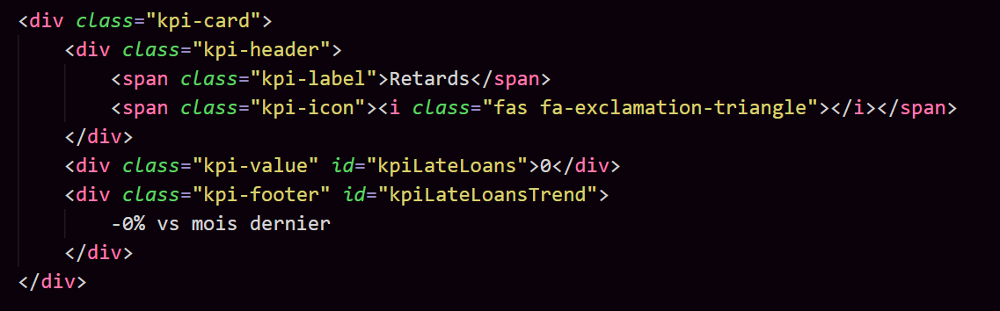 <div class="kpi-card">
<div class="kpi-header">
<span class="kpi-label">Retards</span>
<span class="kpi-icon"><i class="fas fa-exclamation-triangle"></i></span>
</div>
<div class="kpi-value" id="kpiLateLoans">0</div>
<div class="kpi-footer" id="kpiLateLoansTrend">
-0% vs mois dernier
</div>
</div>